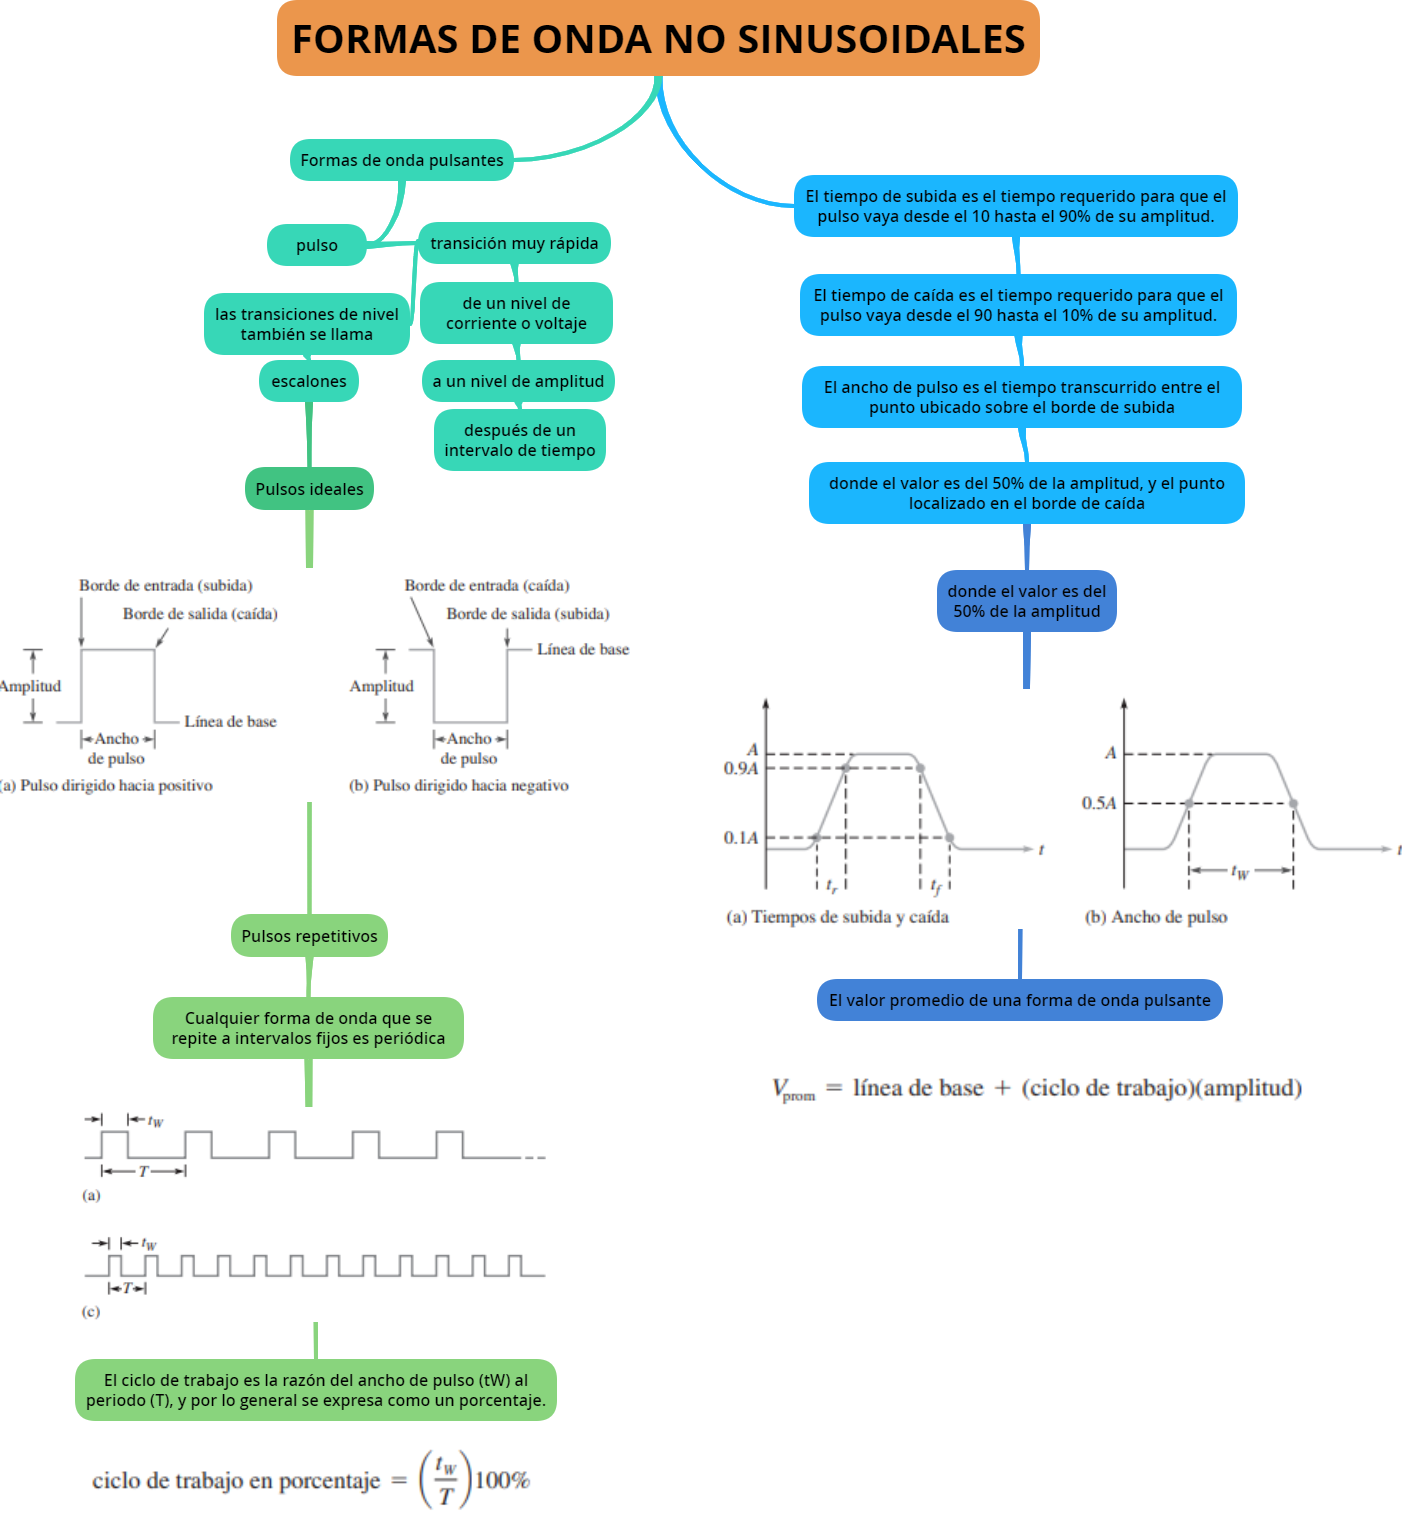 FORMAS DE ONDA NO SINUSOIDALES
Formas de onda pulsantes
pulso
transición muy rápida
de un nivel de
corriente o voltaje
a un nivel de amplitud
después de un
intervalo de tiempo
las transiciones de nivel
también se llama
escalones
Pulsos ideales
Borde de entrada (subida)
Borde de salida (caída)
Amplitud
Línea de base
Ancho
de pulso
(a) Pulso dirigido hacia positivo
Borde de entrada (caída)
Borde de salida (subida)
Línea de base
Amplitud
Ancho
de pulso
(b) Pulso dirigido hacia negativo
Pulsos repetitivos
Cualquier forma de onda que se
repite a intervalos fijos es periódica
tW
T
(a)
tW
T
(c)
El ciclo de trabajo es la razón del ancho de pulso (tW) al
periodo (T), y por lo general se expresa como un porcentaje.
ciclo de trabajo en porcentaje = (tW/T)100%
El tiempo de subida es el tiempo requerido para que el
pulso vaya desde el 10 hasta el 90% de su amplitud.
El tiempo de caída es el tiempo requerido para que el
pulso vaya desde el 90 hasta el 10% de su amplitud.
El ancho de pulso es el tiempo transcurrido entre el
punto ubicado sobre el borde de subida
donde el valor es del 50% de la amplitud, y el punto
localizado en el borde de caída
donde el valor es del
50% de la amplitud
A
0.9A
0.1A
t
tr
tf
(a) Tiempos de subida y caída
A
0.5A
t
tW
(b) Ancho de pulso
El valor promedio de una forma de onda pulsante
Vprom = línea de base + (ciclo de trabajo)(amplitud)